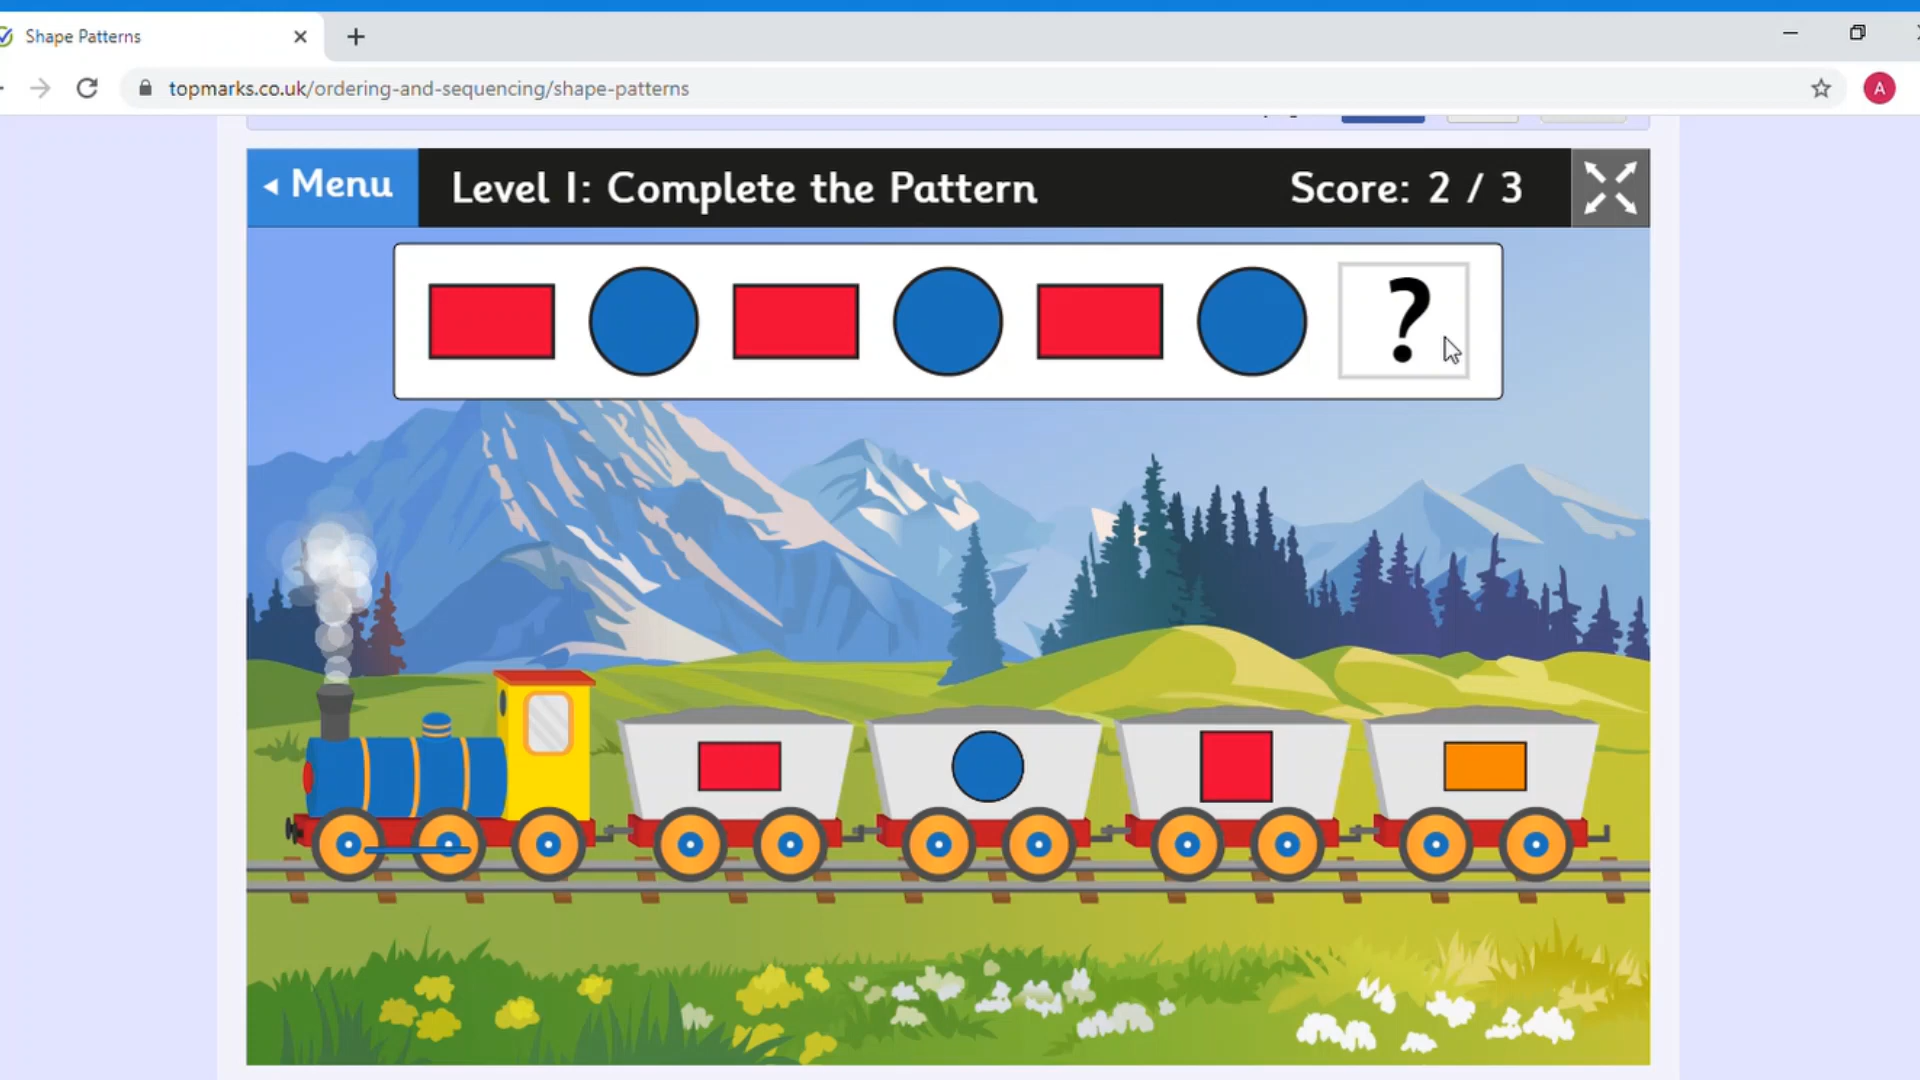 Shape Patterns
topmarks.co.uk/ordering-and-sequencing/shape-patterns
A
Menu
Level 1: Complete the Pattern
Score: 2 / 3
?